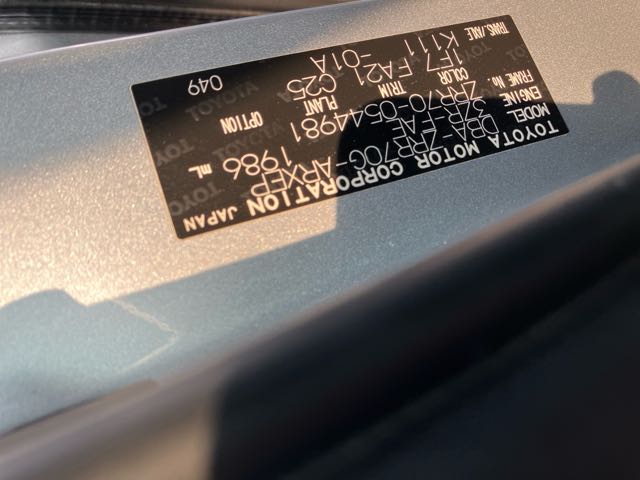 TOYOTA MOTOR CORPORATION JAPAN
MODEL DBA-ZRR70G-ARXEP
ENGINE 3ZR-FAE 1986 mL
FRAME No. ZRR70-0544981
COLOR TRIM PLANT OPTION
1F7 FA21 C25
TRANS./AXLE K111 -01A
049